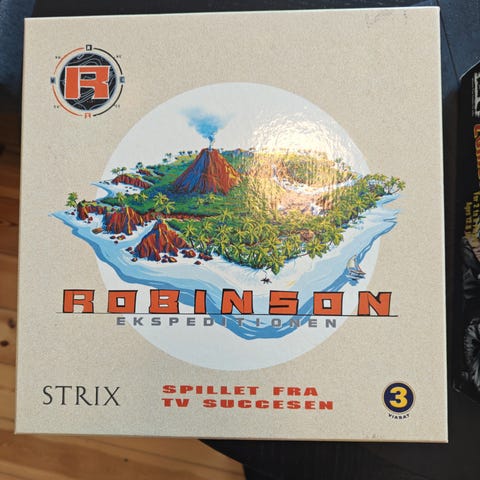 R
ROBINSON
EKSPEDITIONEN
STRIX
SPILLET FRA
TV SUCCESEN
3
VIASAT